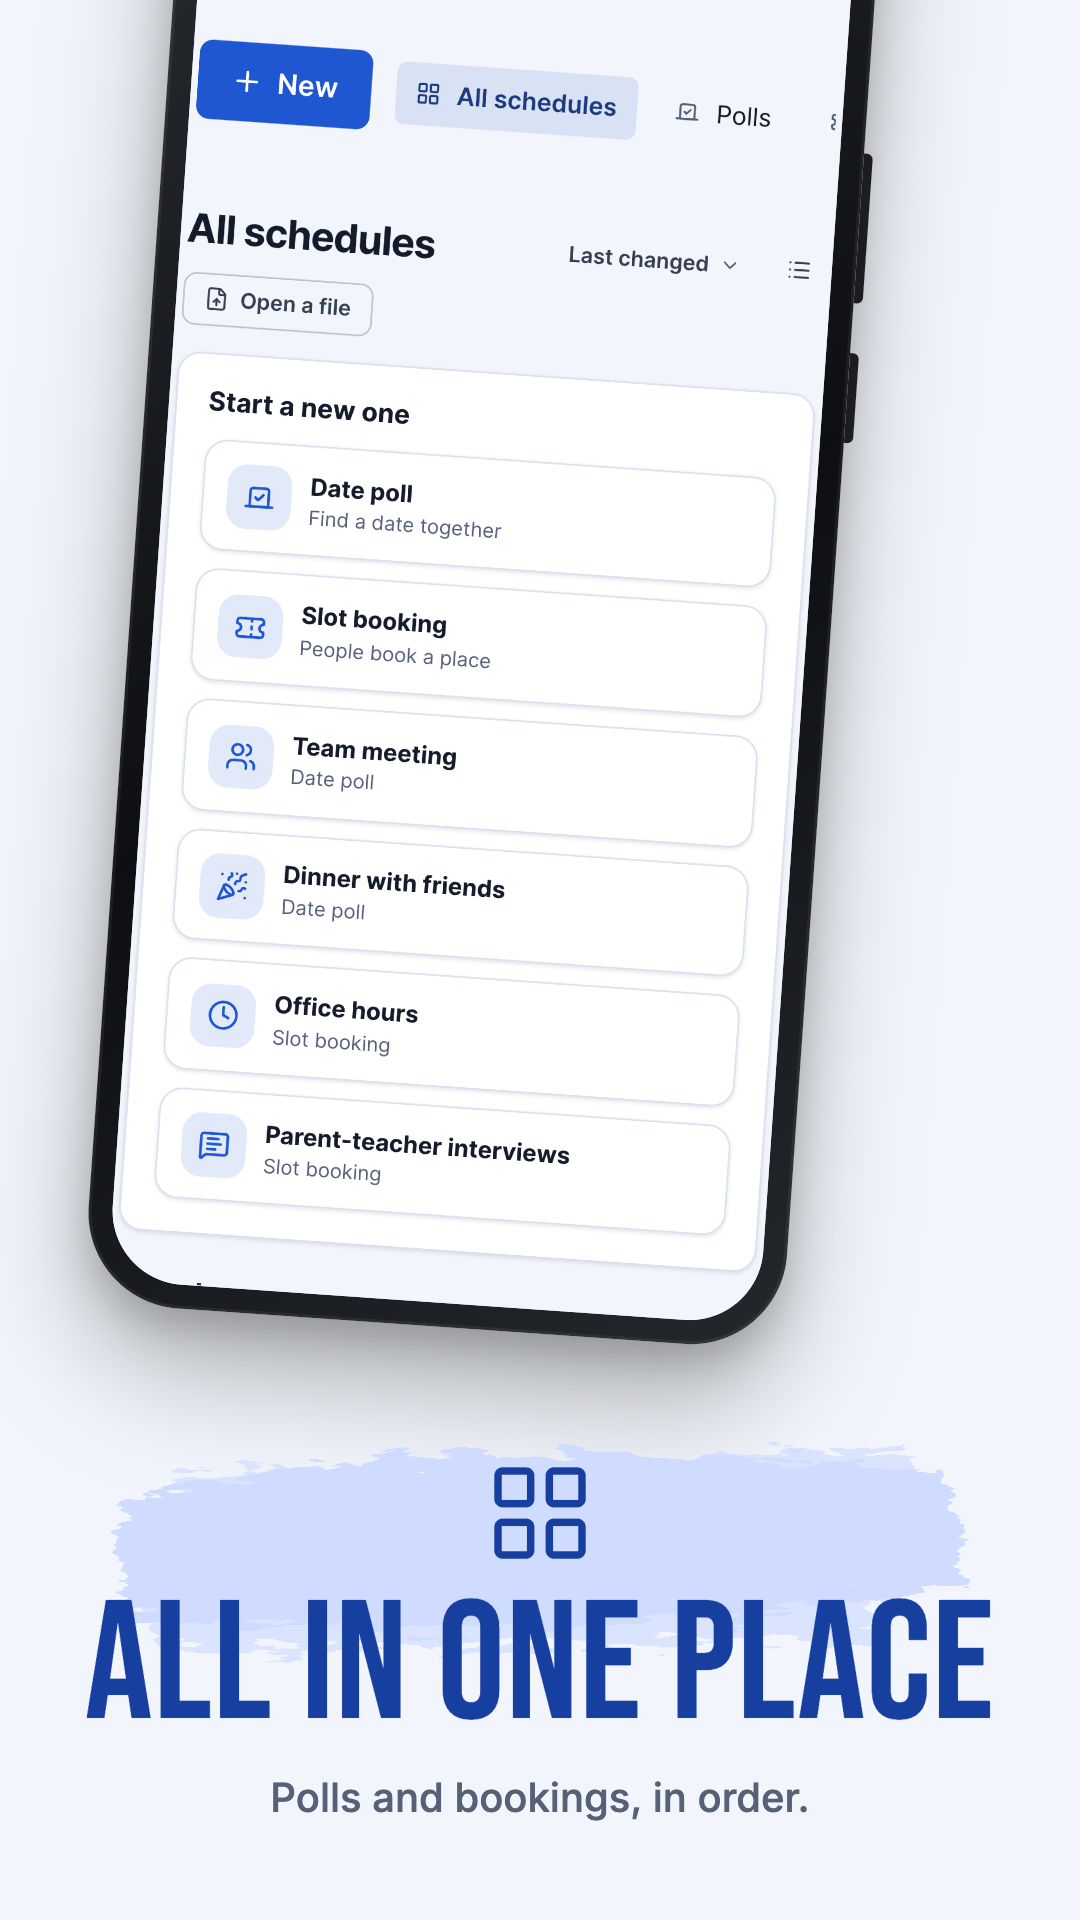 New
All schedules
Polls
All schedules
Last changed
Open a file
Start a new one
Date poll
Find a date together
Slot booking
People book a place
Team meeting
Date poll
Dinner with friends
Date poll
Office hours
Slot booking
Parent-teacher interviews
Slot booking
ALL IN ONE PLACE
Polls and bookings, in order.